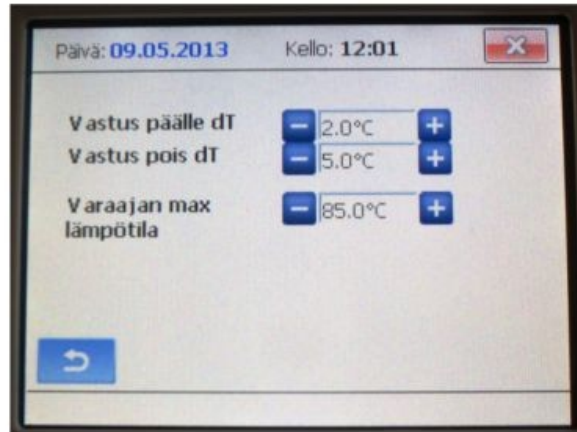 Päivä: 09.05.2013 Kello: 12:01
Vastus päälle dT 2.0°C
Vastus pois dT 5.0°C
Varaajan max 85.0°C
lämpötila